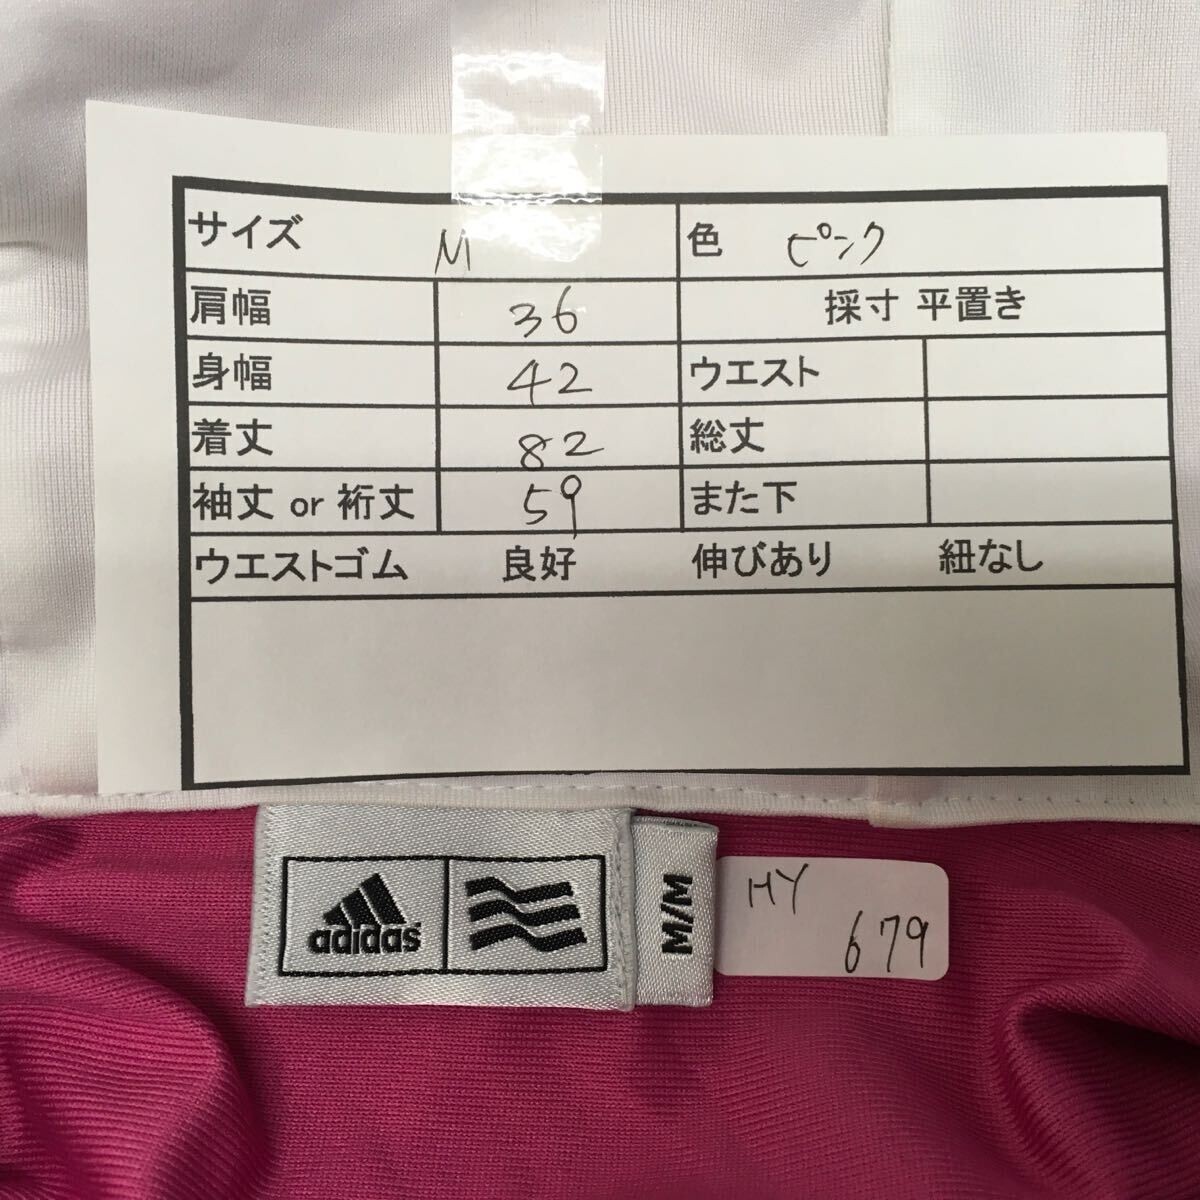 サイズ M 色 ピンク
肩幅 36 採寸 平置き
身幅 42 ウエスト
着丈 82 総丈
袖丈 or 裄丈 59 また下
ウエストゴム 良好 伸びあり 紐なし
adidas
M/M
HY
679